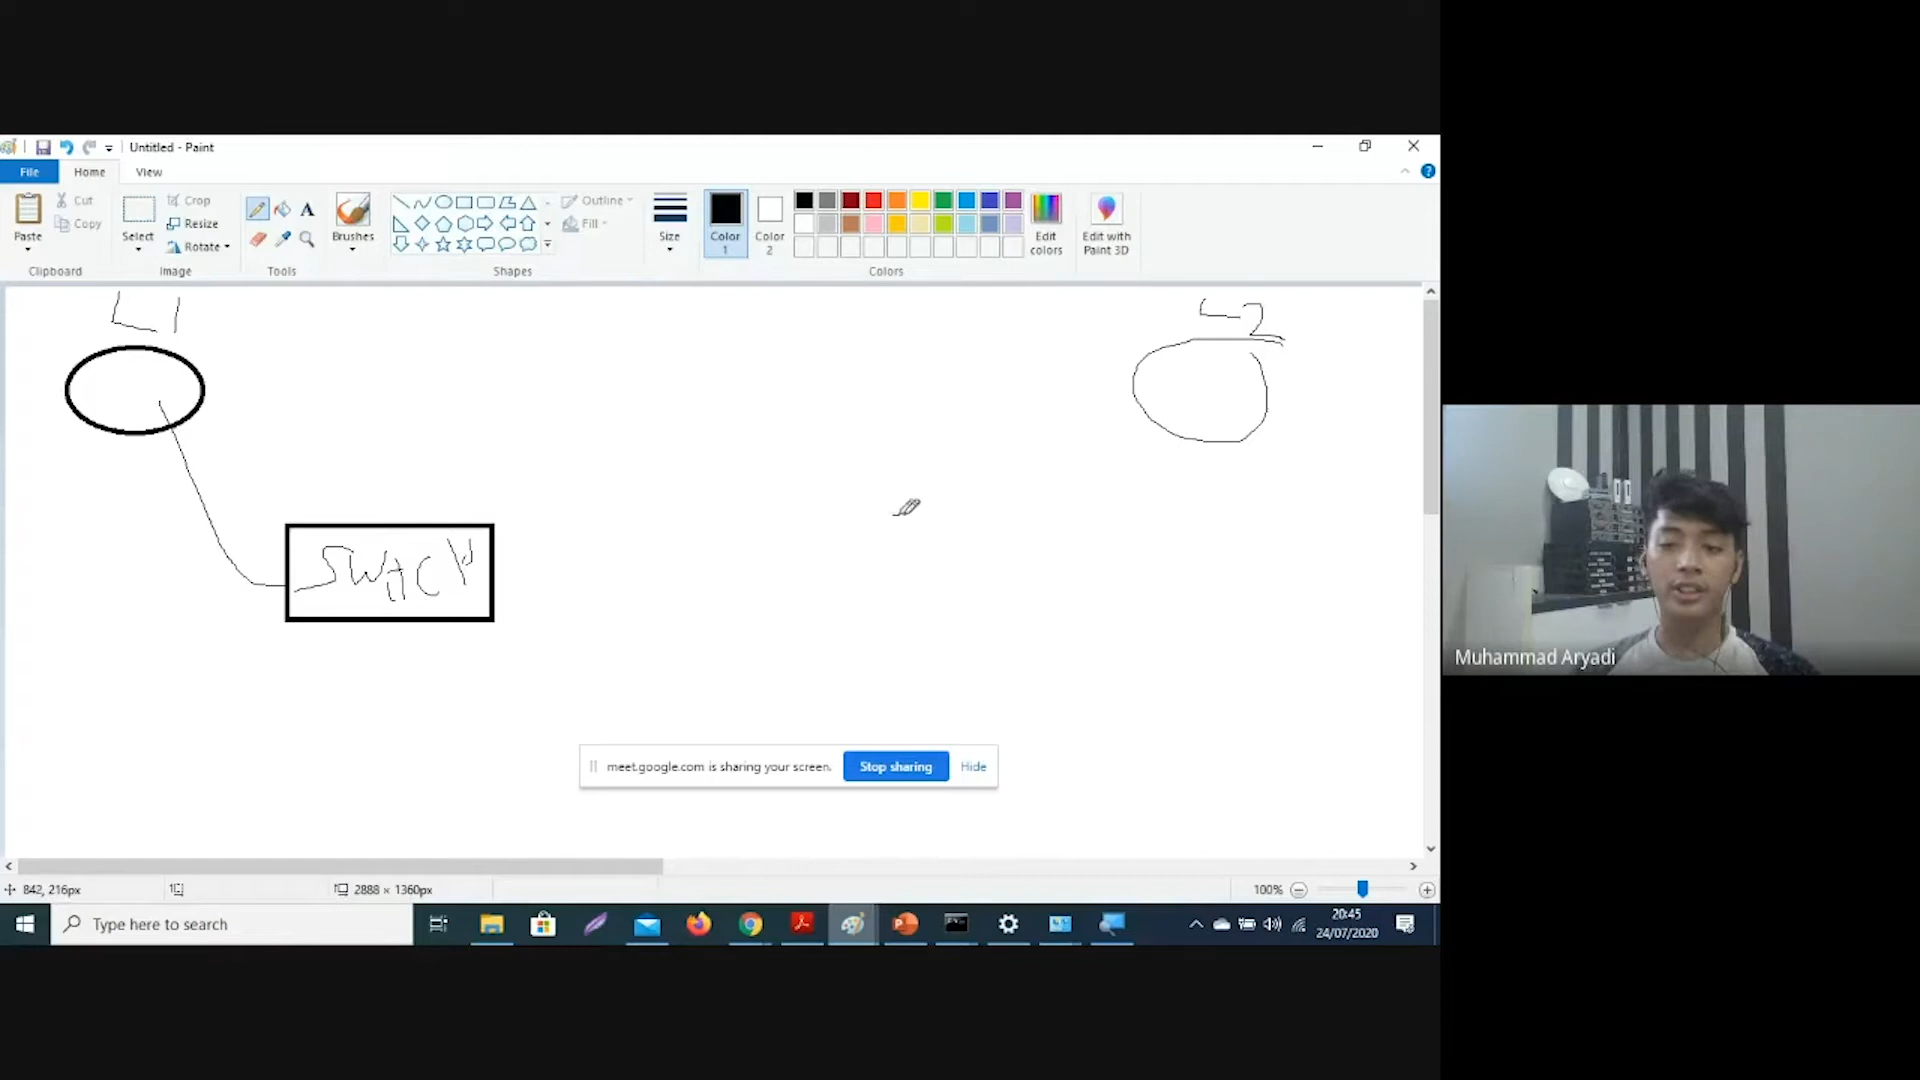 Untitled - Paint
File Home View
Paste
Cut
Copy
Clipboard
Select
Crop
Resize
Rotate
Image
A
Tools
Brushes
Shapes
Outline
Fill
Size
Color 1
Color 2
Colors
Edit colors
Edit with Paint 3D
L1
L2
SWITCH
meet.google.com is sharing your screen. Stop sharing Hide
842, 216px
2888 × 1360px
100%
Type here to search
20:45
24/07/2020
Muhammad Aryadi